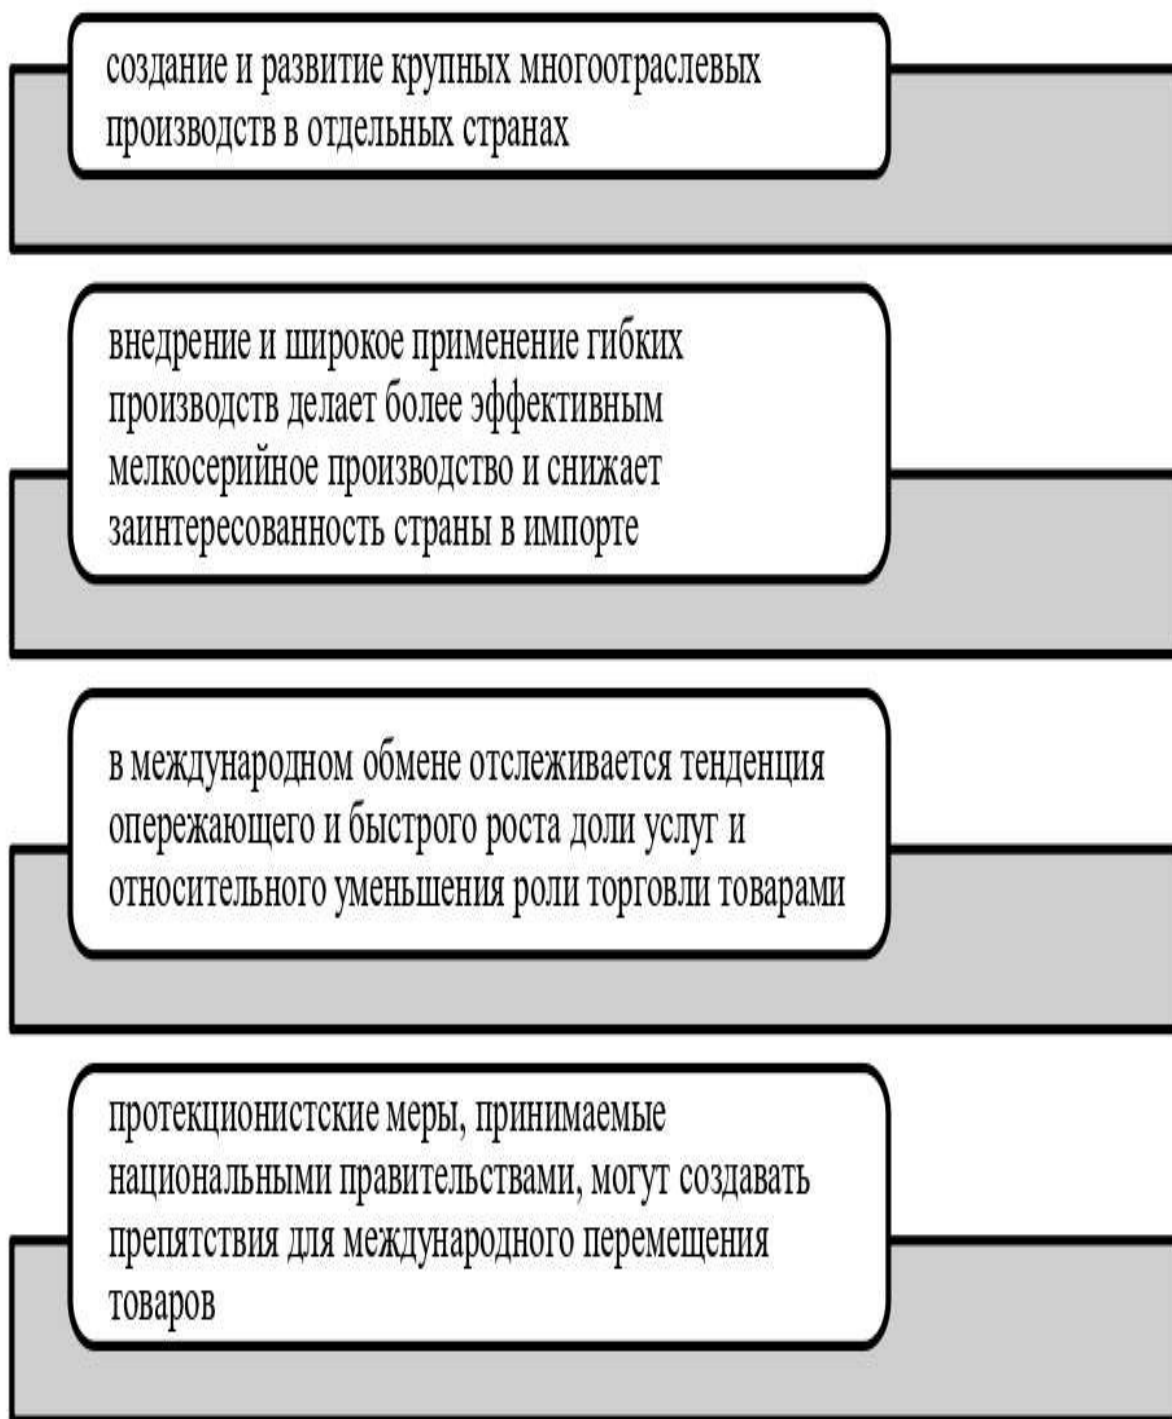 создание и развитие крупных многоотраслевых
производств в отдельных странах
внедрение и широкое применение гибких
производств делает более эффективным
мелкосерийное производство и снижает
заинтересованность страны в импорте
в международном обмене отслеживается тенденция
опережающего и быстрого роста доли услуг и
относительного уменьшения роли торговли товарами
протекционистские меры, принимаемые
национальными правительствами, могут создавать
препятствия для международного перемещения
товаров